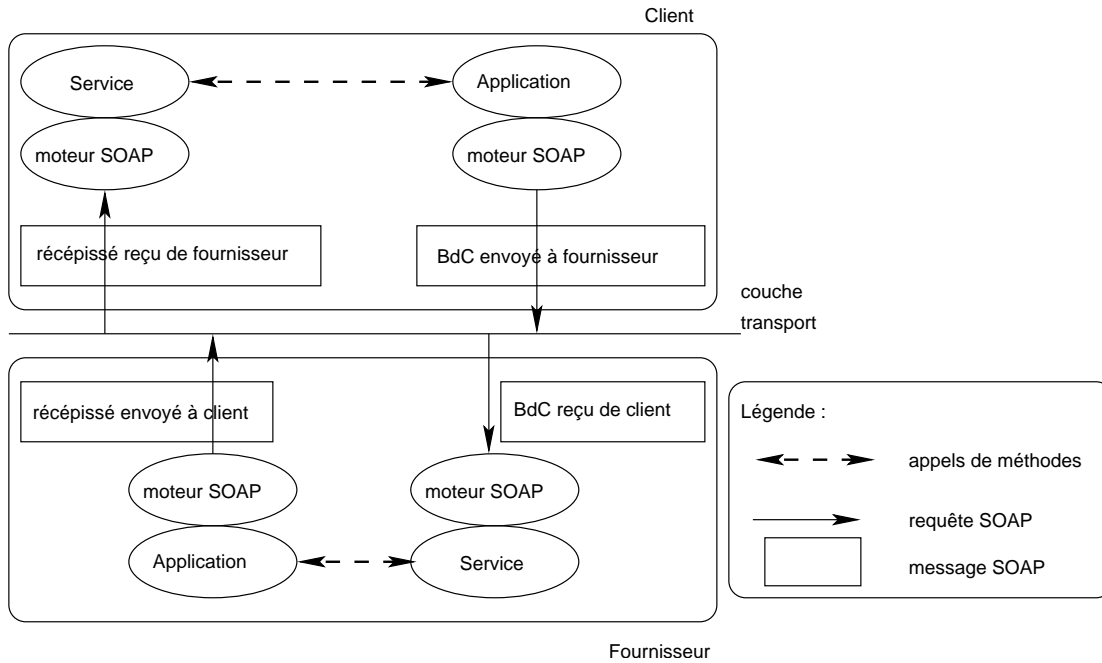 Client
Service
Application
moteur SOAP
moteur SOAP
récépissé reçu de fournisseur
BdC envoyé à fournisseur
couche
transport
récépissé envoyé à client
BdC reçu de client
moteur SOAP
moteur SOAP
Application
Service
Légende :
appels de méthodes
requête SOAP
message SOAP
Fournisseur